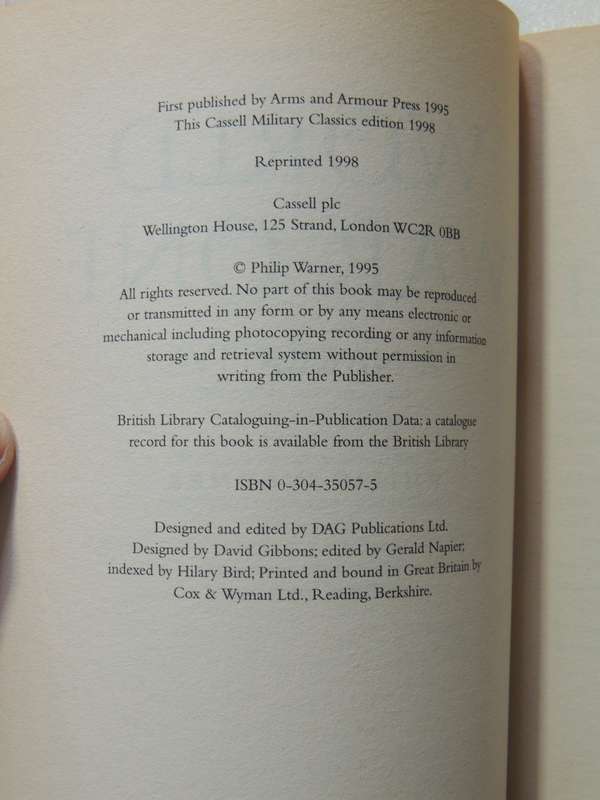 First published by Arms and Armour Press 1995
This Cassell Military Classics edition 1998
Reprinted 1998
Cassell plc
Wellington House, 125 Strand, London WC2R 0BB
© Philip Warner, 1995
All rights reserved. No part of this book may be reproduced
or transmitted in any form or by any means electronic or
mechanical including photocopying recording or any information
storage and retrieval system without permission in
writing from the Publisher.
British Library Cataloguing-in-Publication Data: a catalogue
record for this book is available from the British Library
ISBN 0-304-35057-5
Designed and edited by DAG Publications Ltd.
Designed by David Gibbons; edited by Gerald Napier;
indexed by Hilary Bird; Printed and bound in Great Britain by
Cox & Wyman Ltd., Reading, Berkshire.